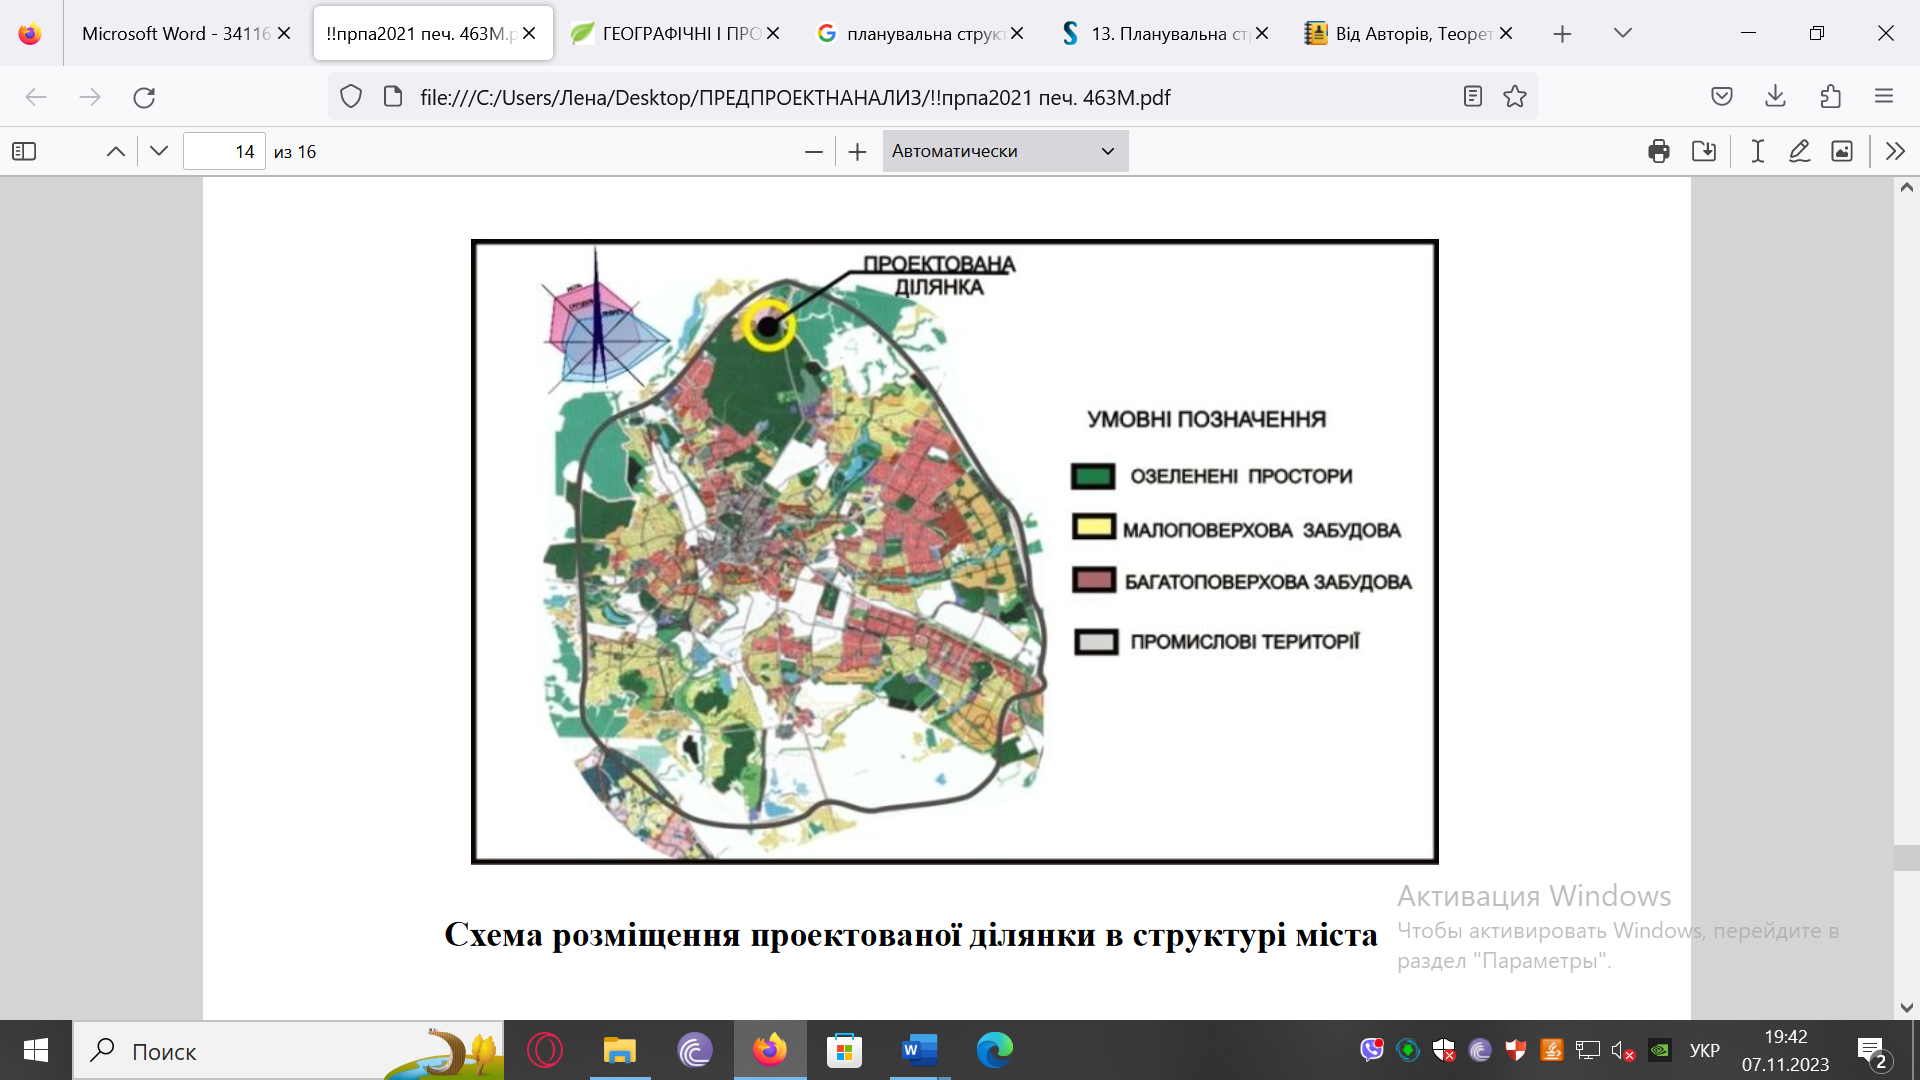 Microsoft Word - 34116
!!прпа2021 печ. 463М.р
ГЕОГРАФІЧНІ І ПРО
планувальна струк
13. Планувальна ст
Від Авторів, Теорет
file:///C:/Users/Лена/Desktop/ПРЕДПРОЕКТНАНАЛИЗ/!!прпа2021 печ. 463М.pdf
14 из 16
Автоматически
ПРОЕКТОВАНА
ДІЛЯНКА
УМОВНІ ПОЗНАЧЕННЯ
ОЗЕЛЕНЕНІ ПРОСТОРИ
МАЛОПОВЕРХОВА ЗАБУДОВА
БАГАТОПОВЕРХОВА ЗАБУДОВА
ПРОМИСЛОВІ ТЕРИТОРІЇ
Схема розміщення проектованої ділянки в структурі міста
Активация Windows
Чтобы активировать Windows, перейдите в
раздел "Параметры".
Поиск
УКР
19:42
07.11.2023
2